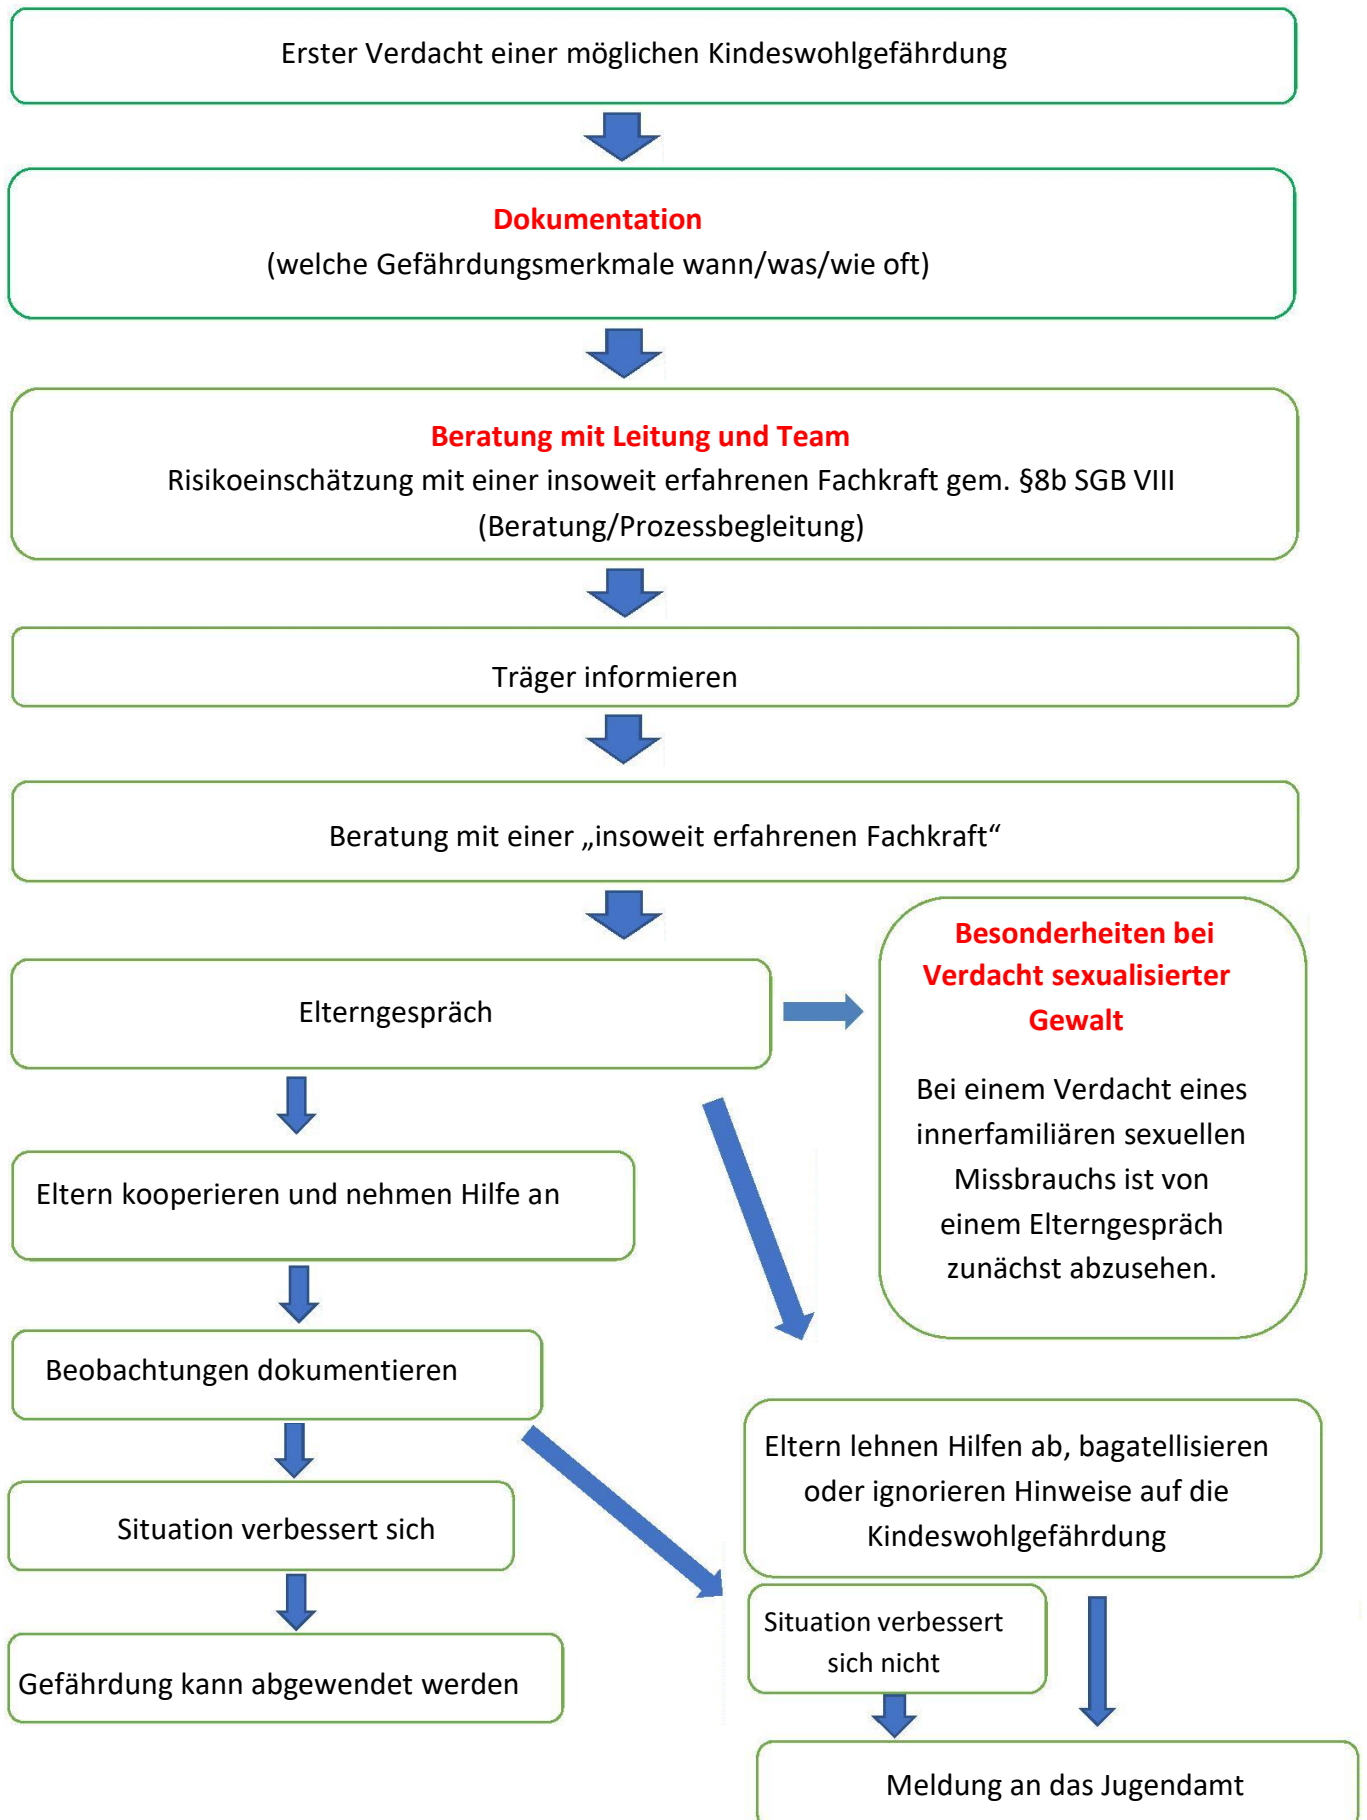 Erster Verdacht einer möglichen Kindeswohlgefährdung
Dokumentation
(welche Gefährdungsmerkmale wann/was/wie oft)
Beratung mit Leitung und Team
Risikoeinschätzung mit einer insoweit erfahrenen Fachkraft gem. §8b SGB VIII
(Beratung/Prozessbegleitung)
Träger informieren
Beratung mit einer „insoweit erfahrenen Fachkraft“
Elterngespräch
Besonderheiten bei
Verdacht sexualisierter
Gewalt
Bei einem Verdacht eines
innerfamiliären sexuellen
Missbrauchs ist von
einem Elterngespräch
zunächst abzusehen.
Eltern kooperieren und nehmen Hilfe an
Beobachtungen dokumentieren
Situation verbessert sich
Gefährdung kann abgewendet werden
Eltern lehnen Hilfen ab, bagatellisieren
oder ignorieren Hinweise auf die
Kindeswohlgefährdung
Situation verbessert
sich nicht
Meldung an das Jugendamt